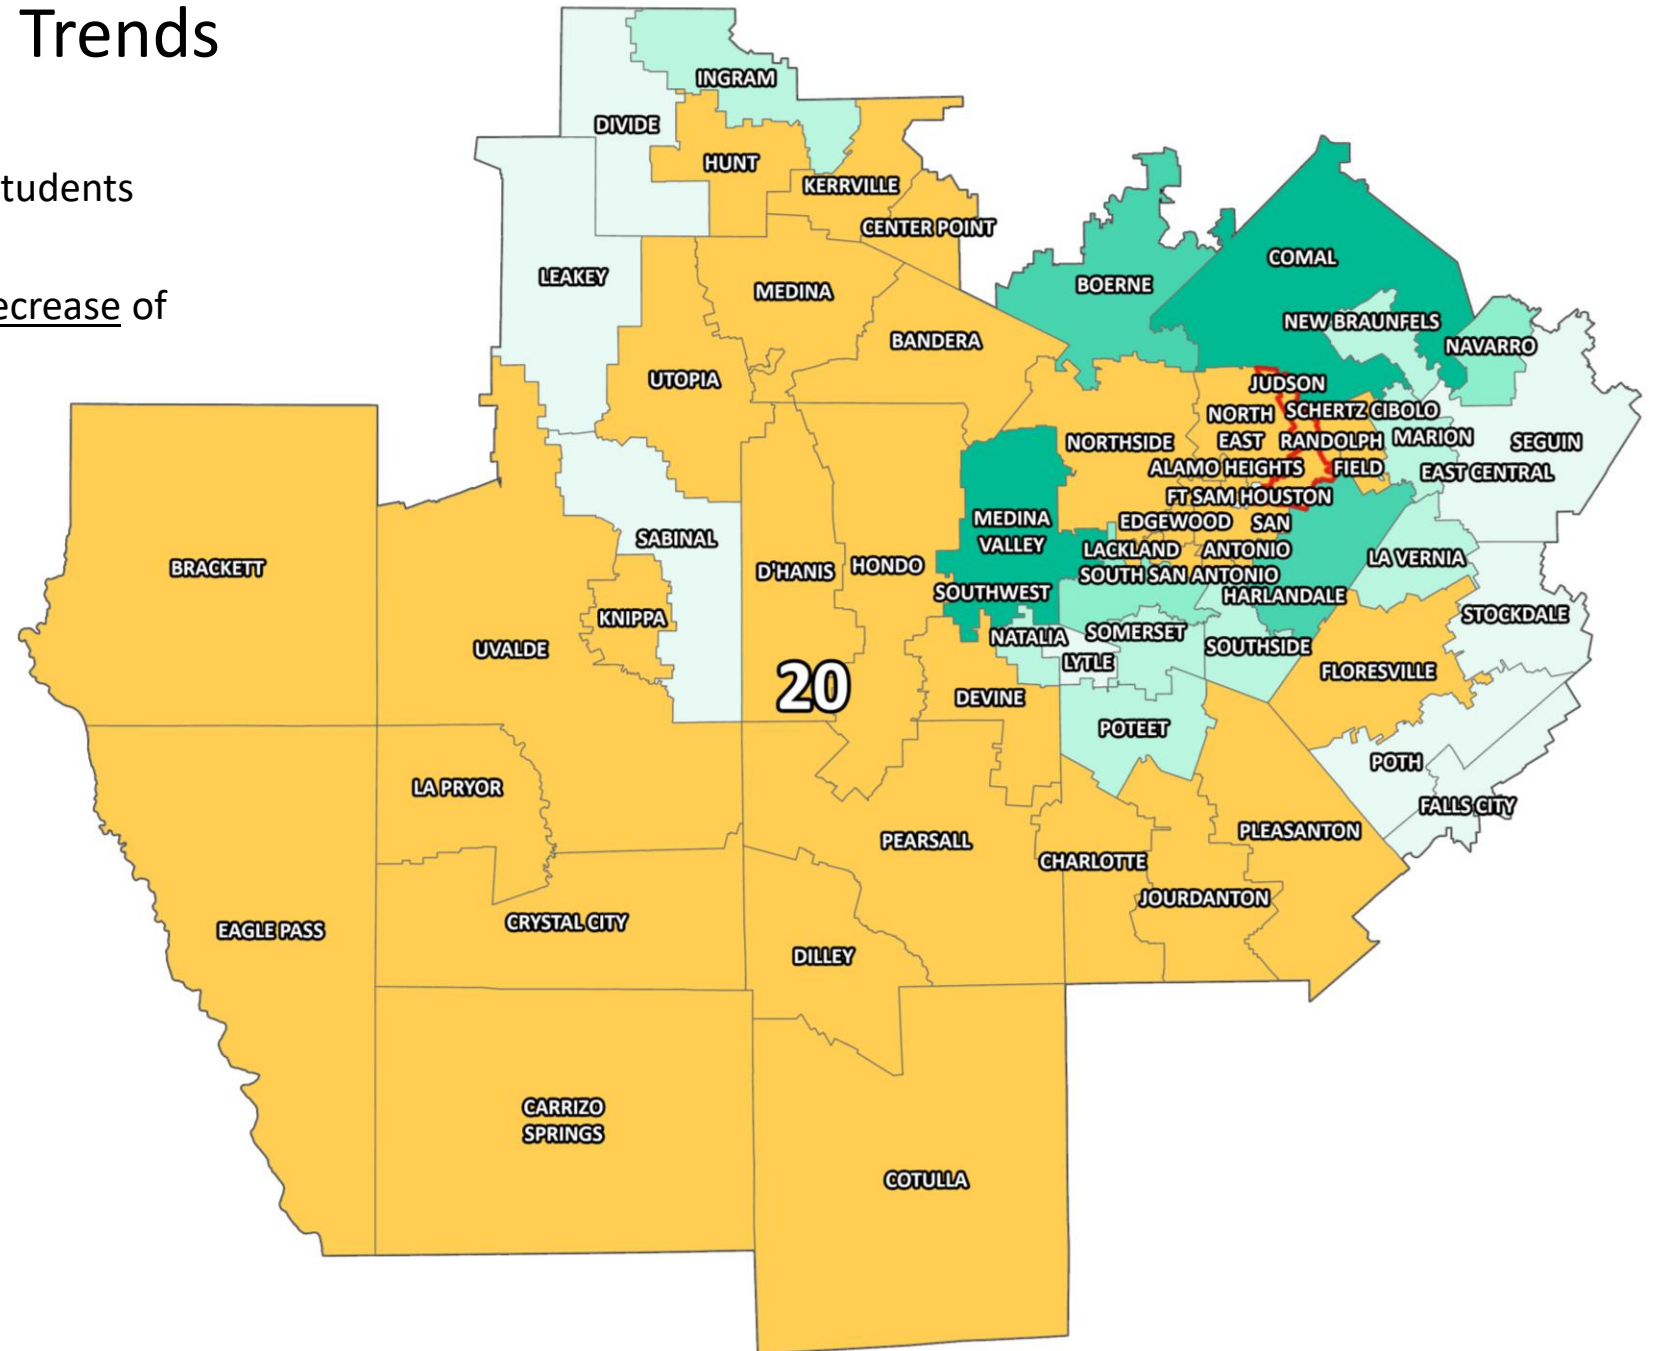 Trends
tudents
ecrease of
INGRAM
DIVIDE
HUNT
KERRVILLE
CENTER POINT
LEAKEY
MEDINA
BANDERA
UTOPIA
BOERNE
COMAL
NEW BRAUNFELS
NAVARRO
JUDSON
NORTH
EAST
SCHERTZ CIBOLO
NORTHSIDE
RANDOLPH
FIELD
MARION
SEGUIN
ALAMO HEIGHTS
EAST CENTRAL
FT SAM HOUSTON
MEDINA
VALLEY
EDGEWOOD
SAN
ANTONIO
LACKLAND
LA VERNIA
BRACKETT
SABINAL
D'HANIS
HONDO
SOUTH SAN ANTONIO
SOUTHWEST
HARLANDALE
KNIPPA
STOCKDALE
UVALDE
NATALIA
SOMERSET
SOUTHSIDE
LYTLE
FLORESVILLE
20
DEVINE
POTEET
POTH
LA PRYOR
FALLS CITY
PEARSALL
PLEASANTON
CHARLOTTE
JOURDANTON
EAGLE PASS
CRYSTAL CITY
DILLEY
CARRIZO
SPRINGS
COTULLA